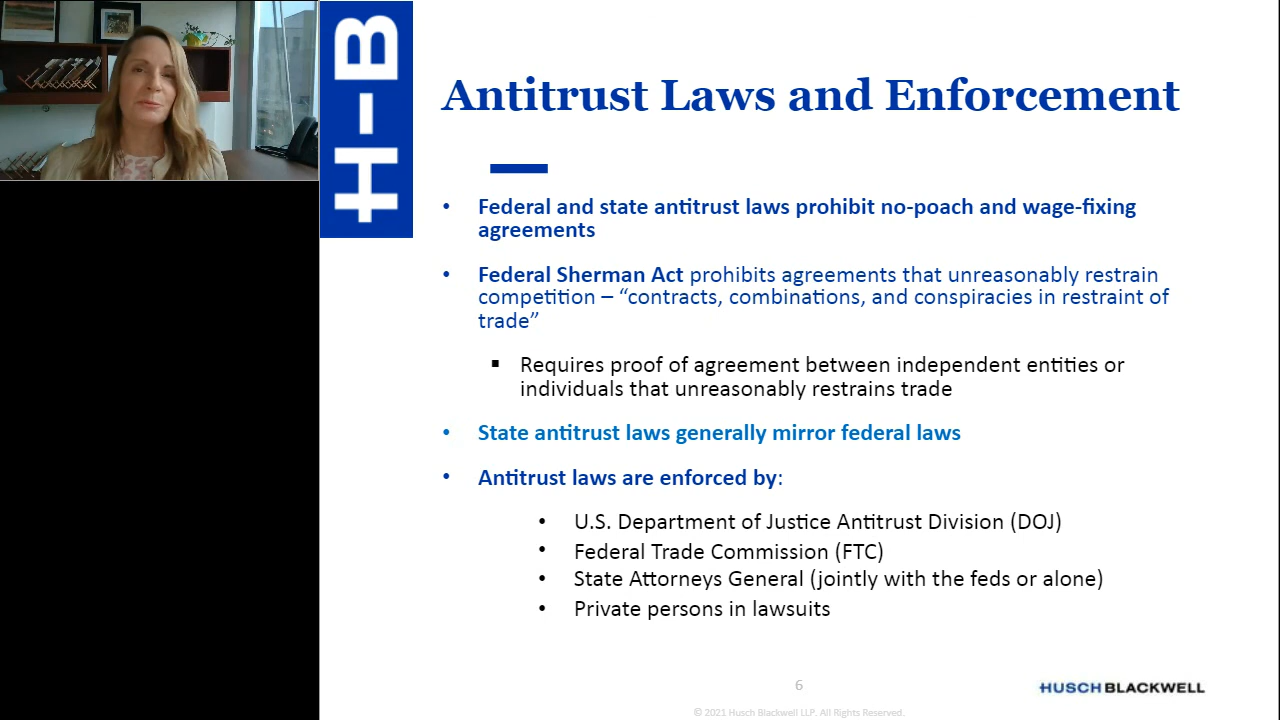 H-B
Antitrust Laws and Enforcement
• Federal and state antitrust laws prohibit no-poach and wage-fixing
agreements
• Federal Sherman Act prohibits agreements that unreasonably restrain
competition – “contracts, combinations, and conspiracies in restraint of
trade”
▪ Requires proof of agreement between independent entities or
individuals that unreasonably restrains trade
• State antitrust laws generally mirror federal laws
• Antitrust laws are enforced by:
• U.S. Department of Justice Antitrust Division (DOJ)
• Federal Trade Commission (FTC)
• State Attorneys General (jointly with the feds or alone)
• Private persons in lawsuits
6
HUSCH BLACKWELL
© 2021 Husch Blackwell LLP. All Rights Reserved.